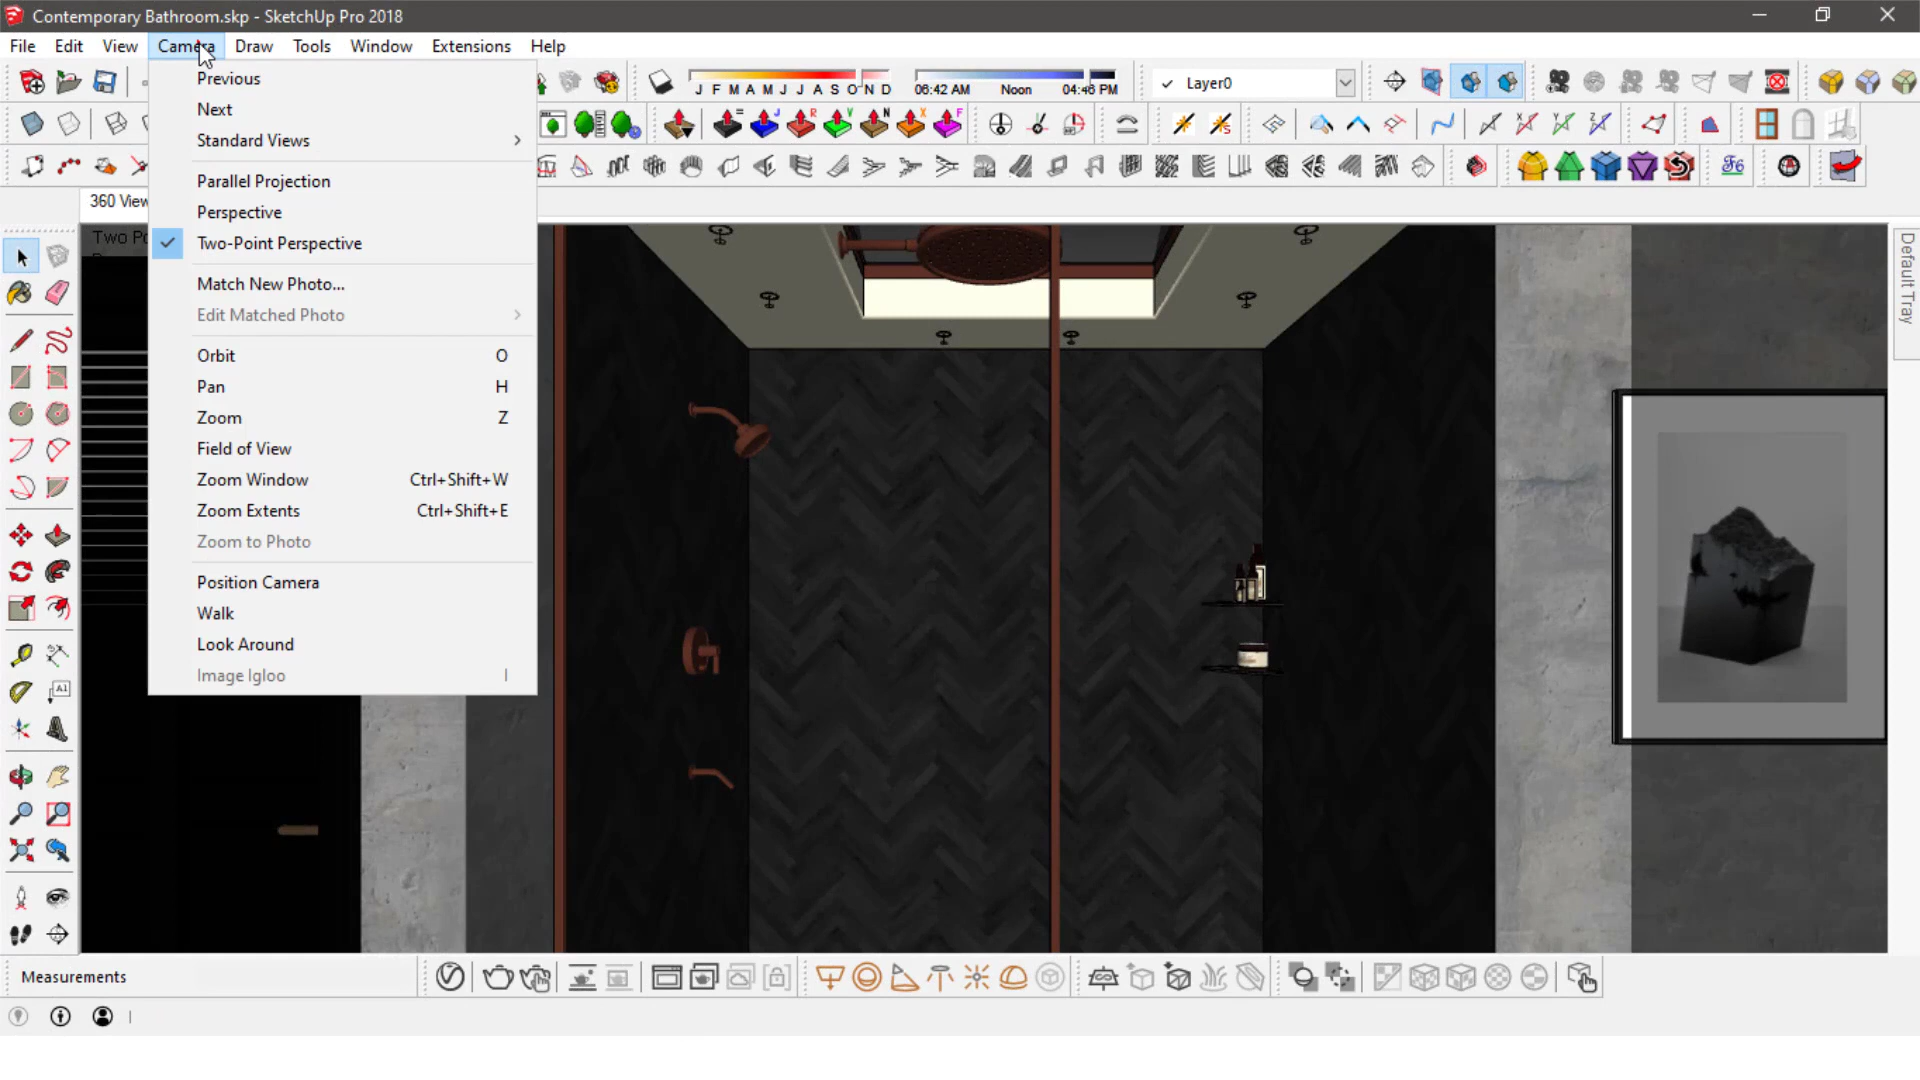 Contemporary Bathroom.skp - SketchUp Pro 2018
File Edit View Camera Draw Tools Window Extensions Help
J F M A M J J A S O N D
06:42 AM Noon 04:46 PM
Layer0
Previous
Next
Standard Views
Parallel Projection
Perspective
Two-Point Perspective
Match New Photo...
Edit Matched Photo
Orbit O
Pan H
Zoom Z
Field of View
Zoom Window Ctrl+Shift+W
Zoom Extents Ctrl+Shift+E
Zoom to Photo
Position Camera
Walk
Look Around
Image Igloo I
360 View
Two Po
Default Tray
Measurements